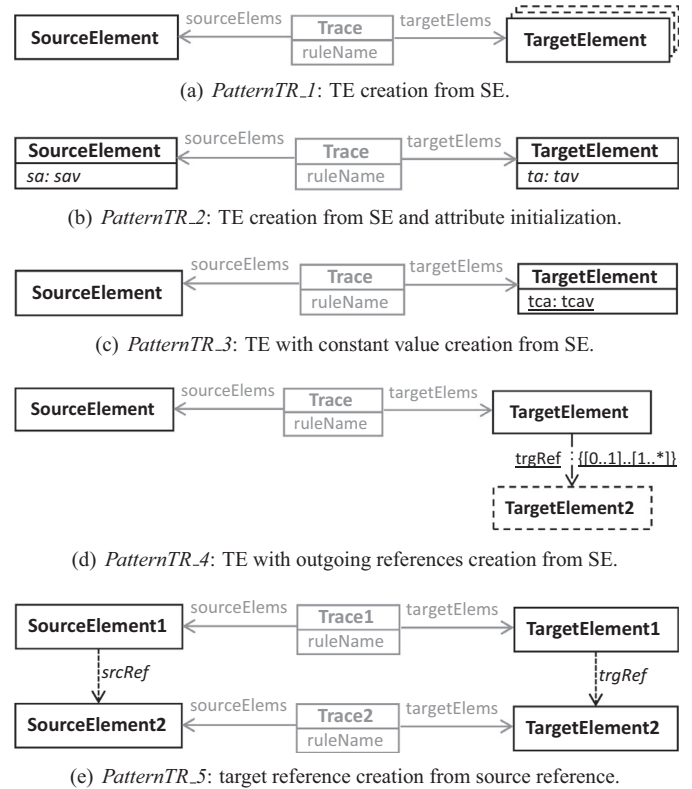 SourceElement sourceElems Trace ruleName targetElems TargetElement
(a) PatternTR_1: TE creation from SE.
SourceElement sa: sav sourceElems Trace ruleName targetElems TargetElement ta: tav
(b) PatternTR_2: TE creation from SE and attribute initialization.
SourceElement sourceElems Trace ruleName targetElems TargetElement tca: tcav
(c) PatternTR_3: TE with constant value creation from SE.
SourceElement sourceElems Trace ruleName targetElems TargetElement
trgRef {[0..1]..[1..*]}
TargetElement2
(d) PatternTR_4: TE with outgoing references creation from SE.
SourceElement1 sourceElems Trace1 ruleName targetElems TargetElement1
srcRef trgRef
SourceElement2 sourceElems Trace2 ruleName targetElems TargetElement2
(e) PatternTR_5: target reference creation from source reference.